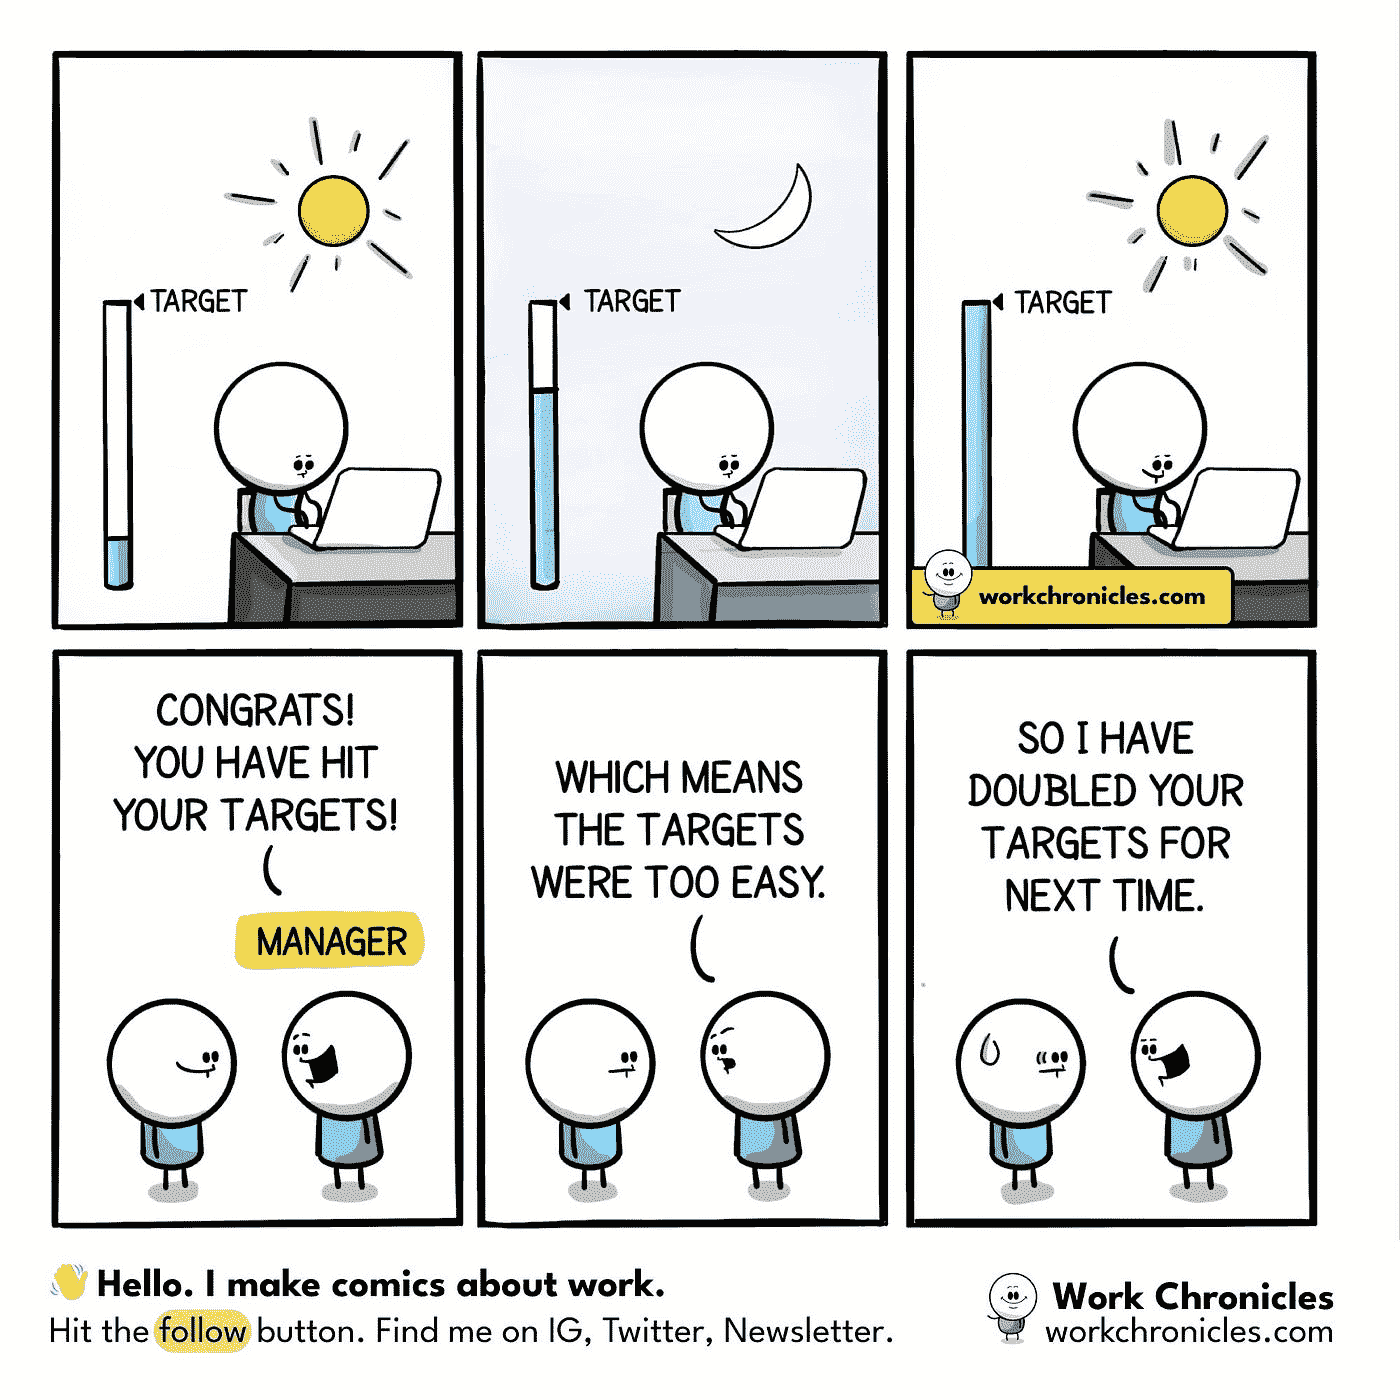 TARGET
TARGET
TARGET
workchronicles.com
CONGRATS!
YOU HAVE HIT
YOUR TARGETS!
MANAGER
WHICH MEANS
THE TARGETS
WERE TOO EASY.
SO I HAVE
DOUBLED YOUR
TARGETS FOR
NEXT TIME.
Hello. I make comics about work.
Hit the follow button. Find me on IG, Twitter, Newsletter.
Work Chronicles
workchronicles.com